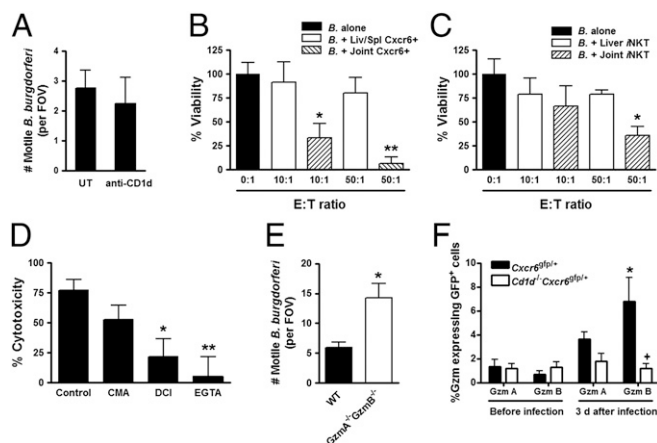 A
# Motile B. burgdorferi
(per FOV)
4
3
2
1
0
UT
anti-CD1d
B
B. alone
B. + Liv/Spl Cxcr6+
B. + Joint Cxcr6+
% Viability
125
100
75
50
25
0
*
**
0:1
10:1
10:1
50:1
50:1
E:T ratio
C
B. alone
B. + Liver iNKT
B. + Joint iNKT
% Viability
125
100
75
50
25
0
*
0:1
10:1
10:1
50:1
50:1
E:T ratio
D
% Cytotoxicity
100
75
50
25
0
*
**
Control
CMA
DCI
EGTA
E
# Motile B. burgdorferi
(per FOV)
20
15
10
5
0
*
WT
GzmA-/-GzmB-/-
F
Cxcr6gfp/+
Cd1d-/-Cxcr6gfp/+
%Gzm expressing GFP+ cells
10
8
6
4
2
0
*
+
Gzm A
Gzm B
Gzm A
Gzm B
Before infection
3 d after infection